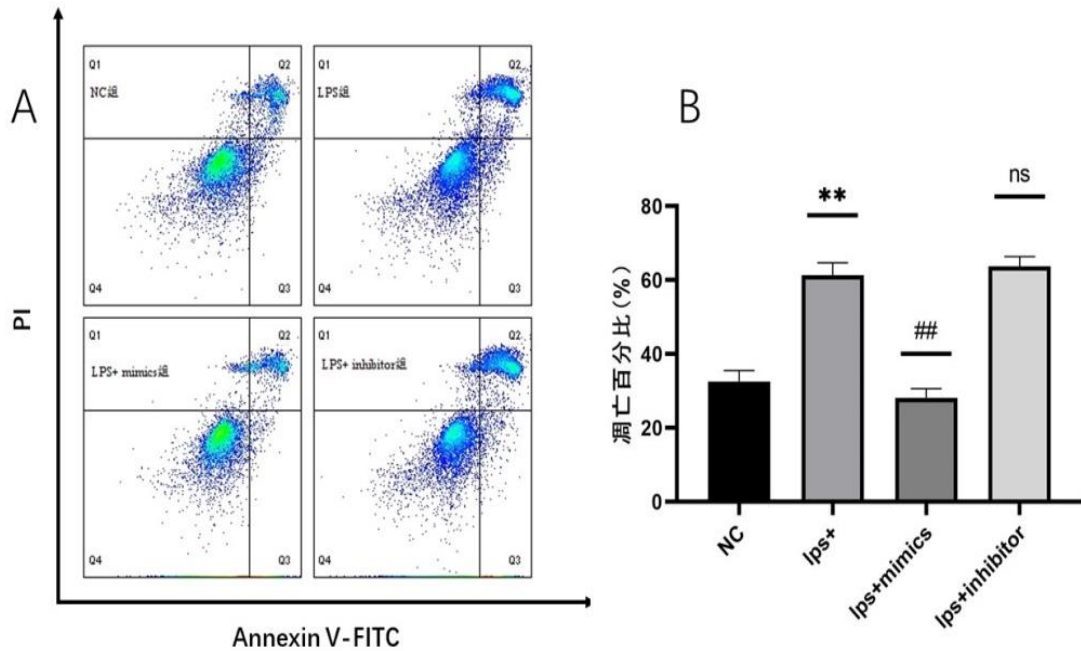 A
Q1
Q2
NC组
Q4
Q3
Q1
Q2
LPS组
Q4
Q3
Q1
Q2
LPS+ mimics组
Q4
Q3
Q1
Q2
LPS+ inhibitor组
Q4
Q3
PI
Annexin V-FITC
B
凋亡百分比(%)
80
60
40
20
0
**
##
ns
NC
lps+
lps+mimics
lps+inhibitor